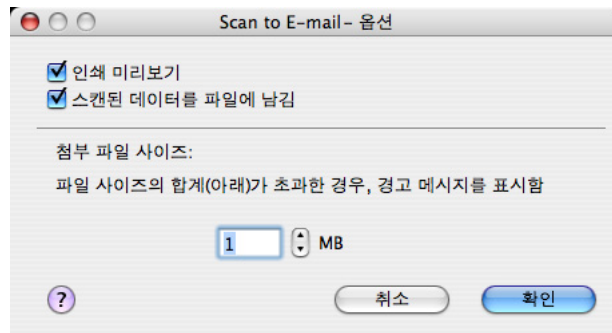 Scan to E-mail- 옵션
인쇄 미리보기
스캔된 데이터를 파일에 남김
첨부 파일 사이즈:
파일 사이즈의 합계(아래)가 초과한 경우, 경고 메시지를 표시함
1 MB
? 취소 확인